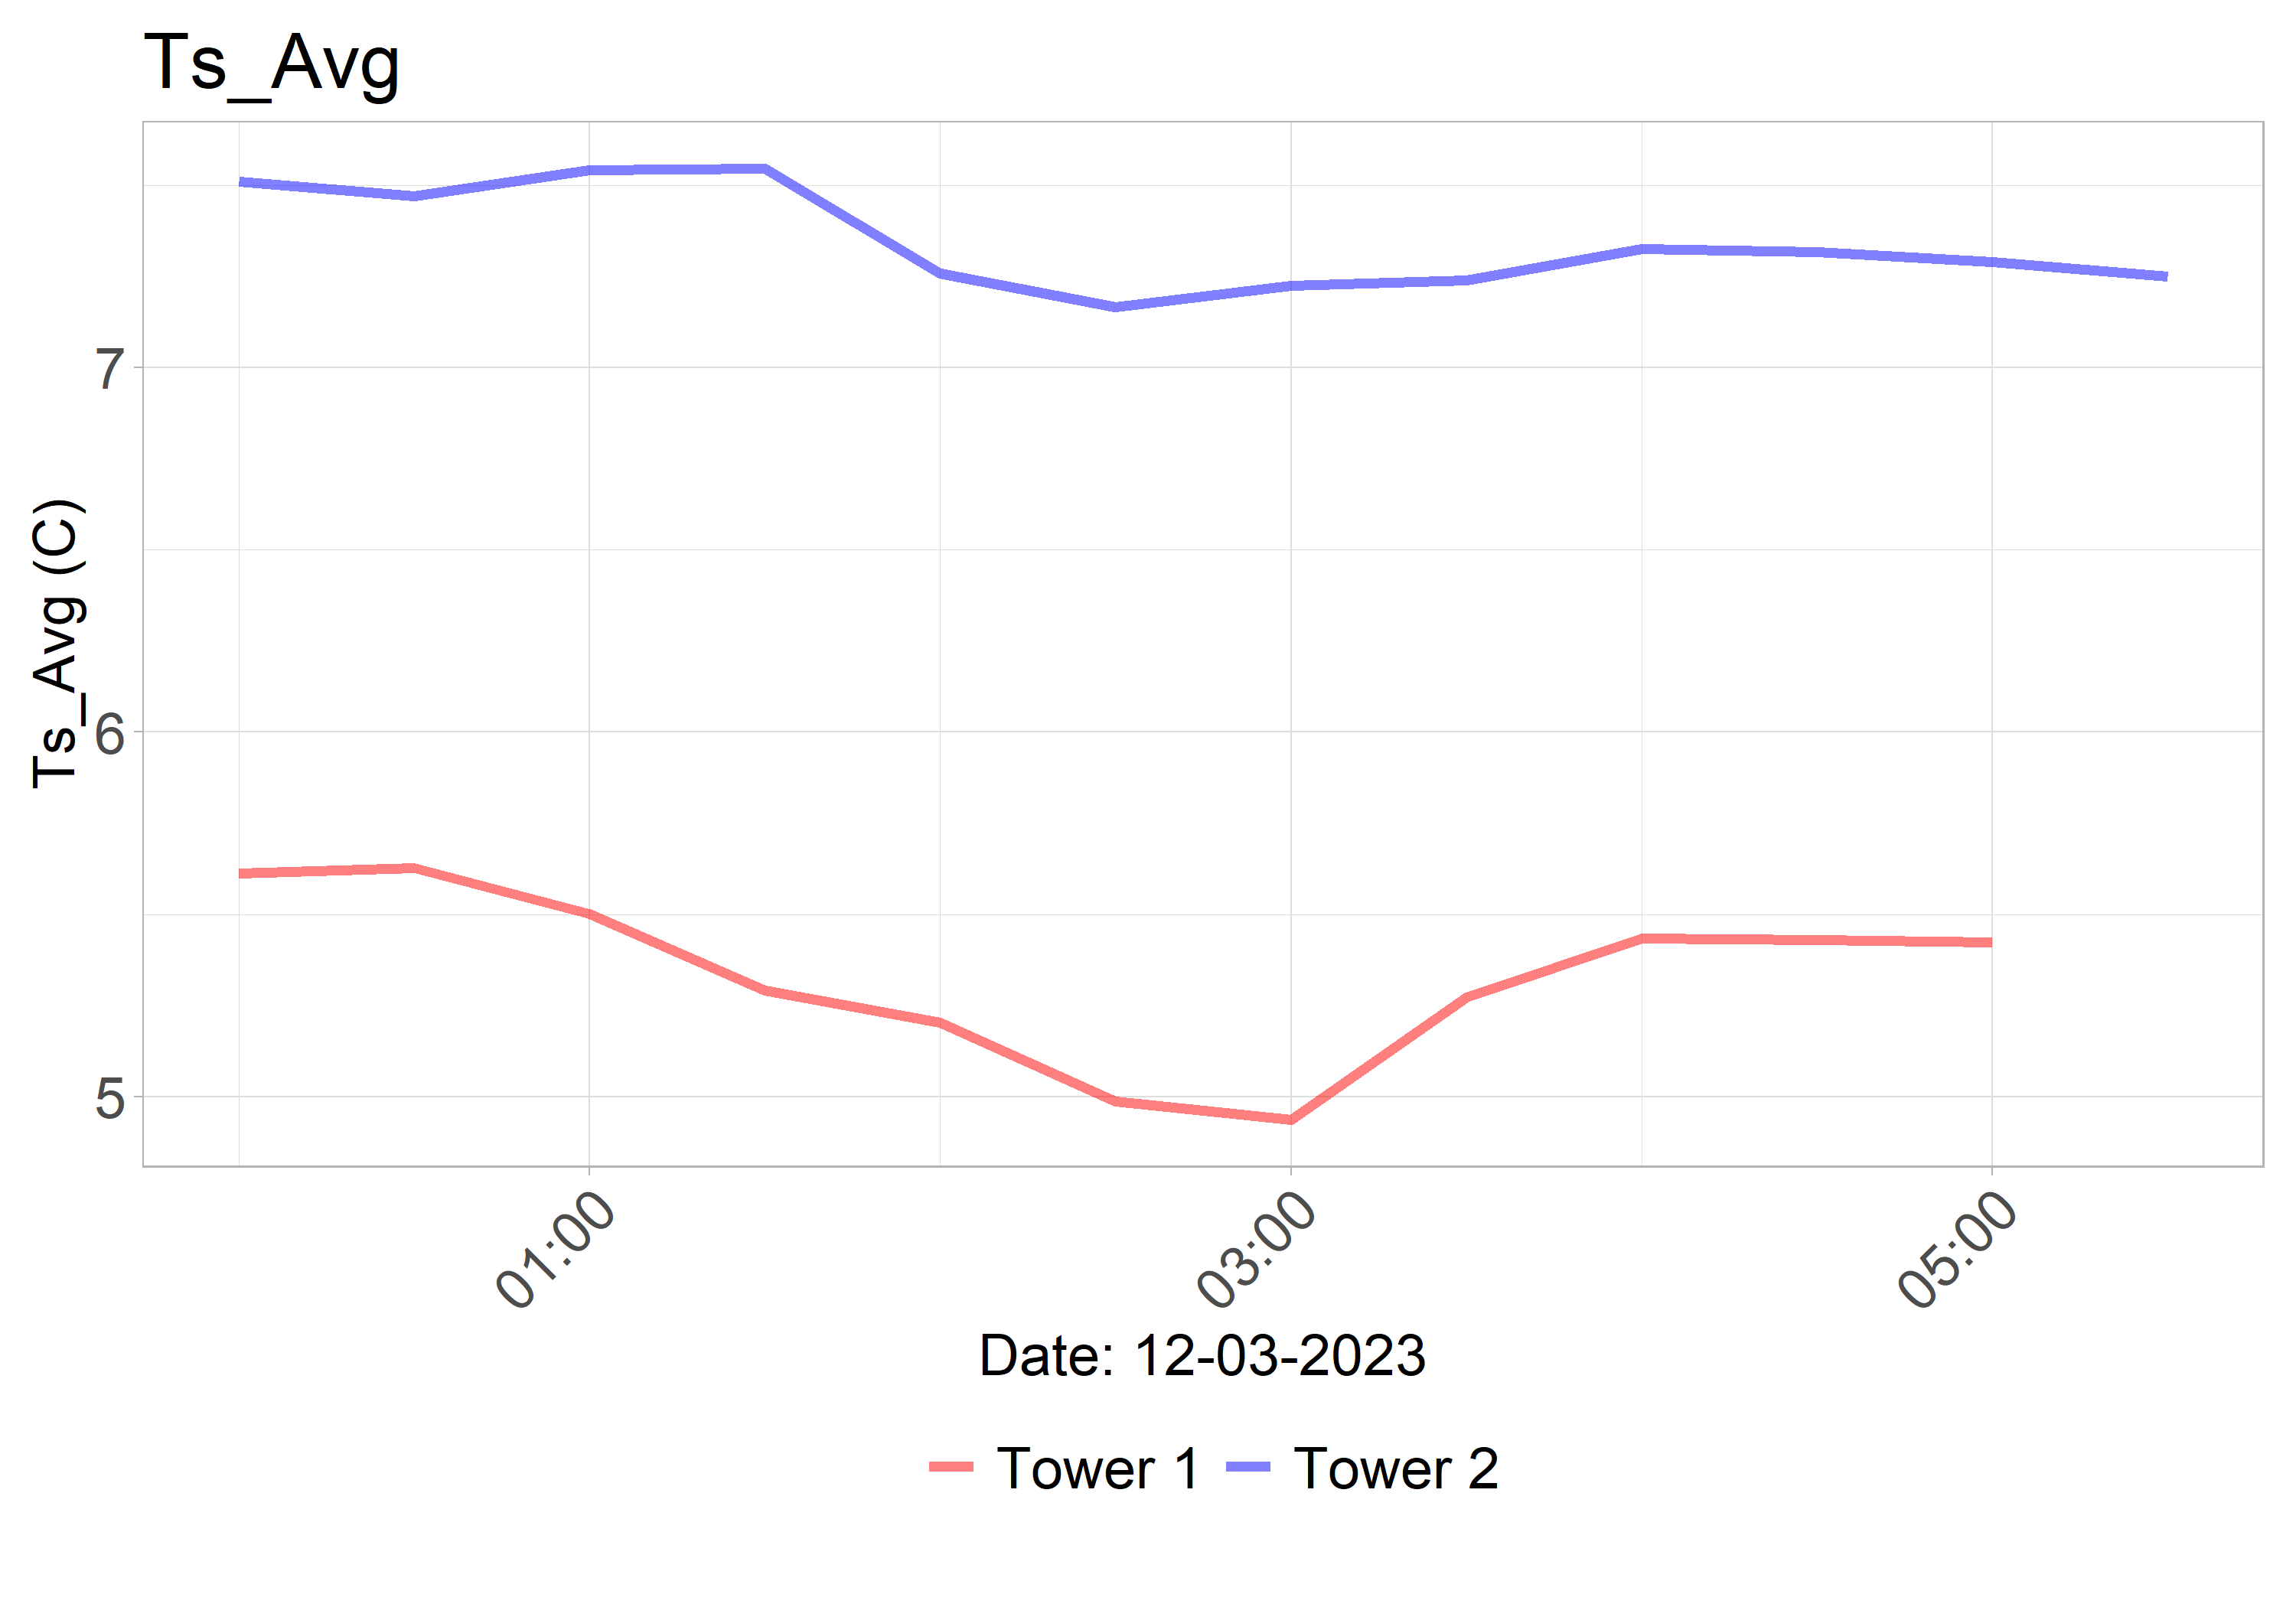 Ts_Avg
Ts_Avg (C)
7
6
5
01:00
03:00
05:00
Date: 12-03-2023
Tower 1
Tower 2